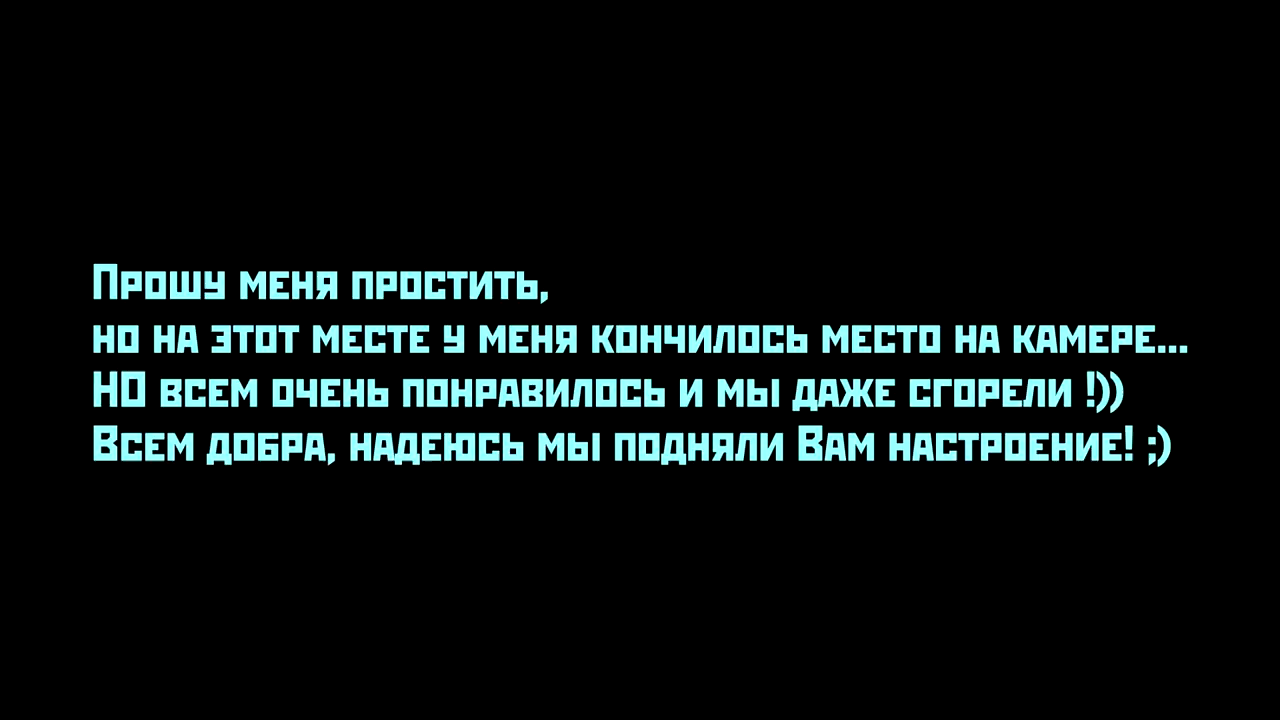 Прошу меня простить,
но на этот месте у меня кончилось место на камере...
НО всем очень понравилось и мы даже сгорели !))
Всем добра, надеюсь мы подняли Вам настроение! ;)